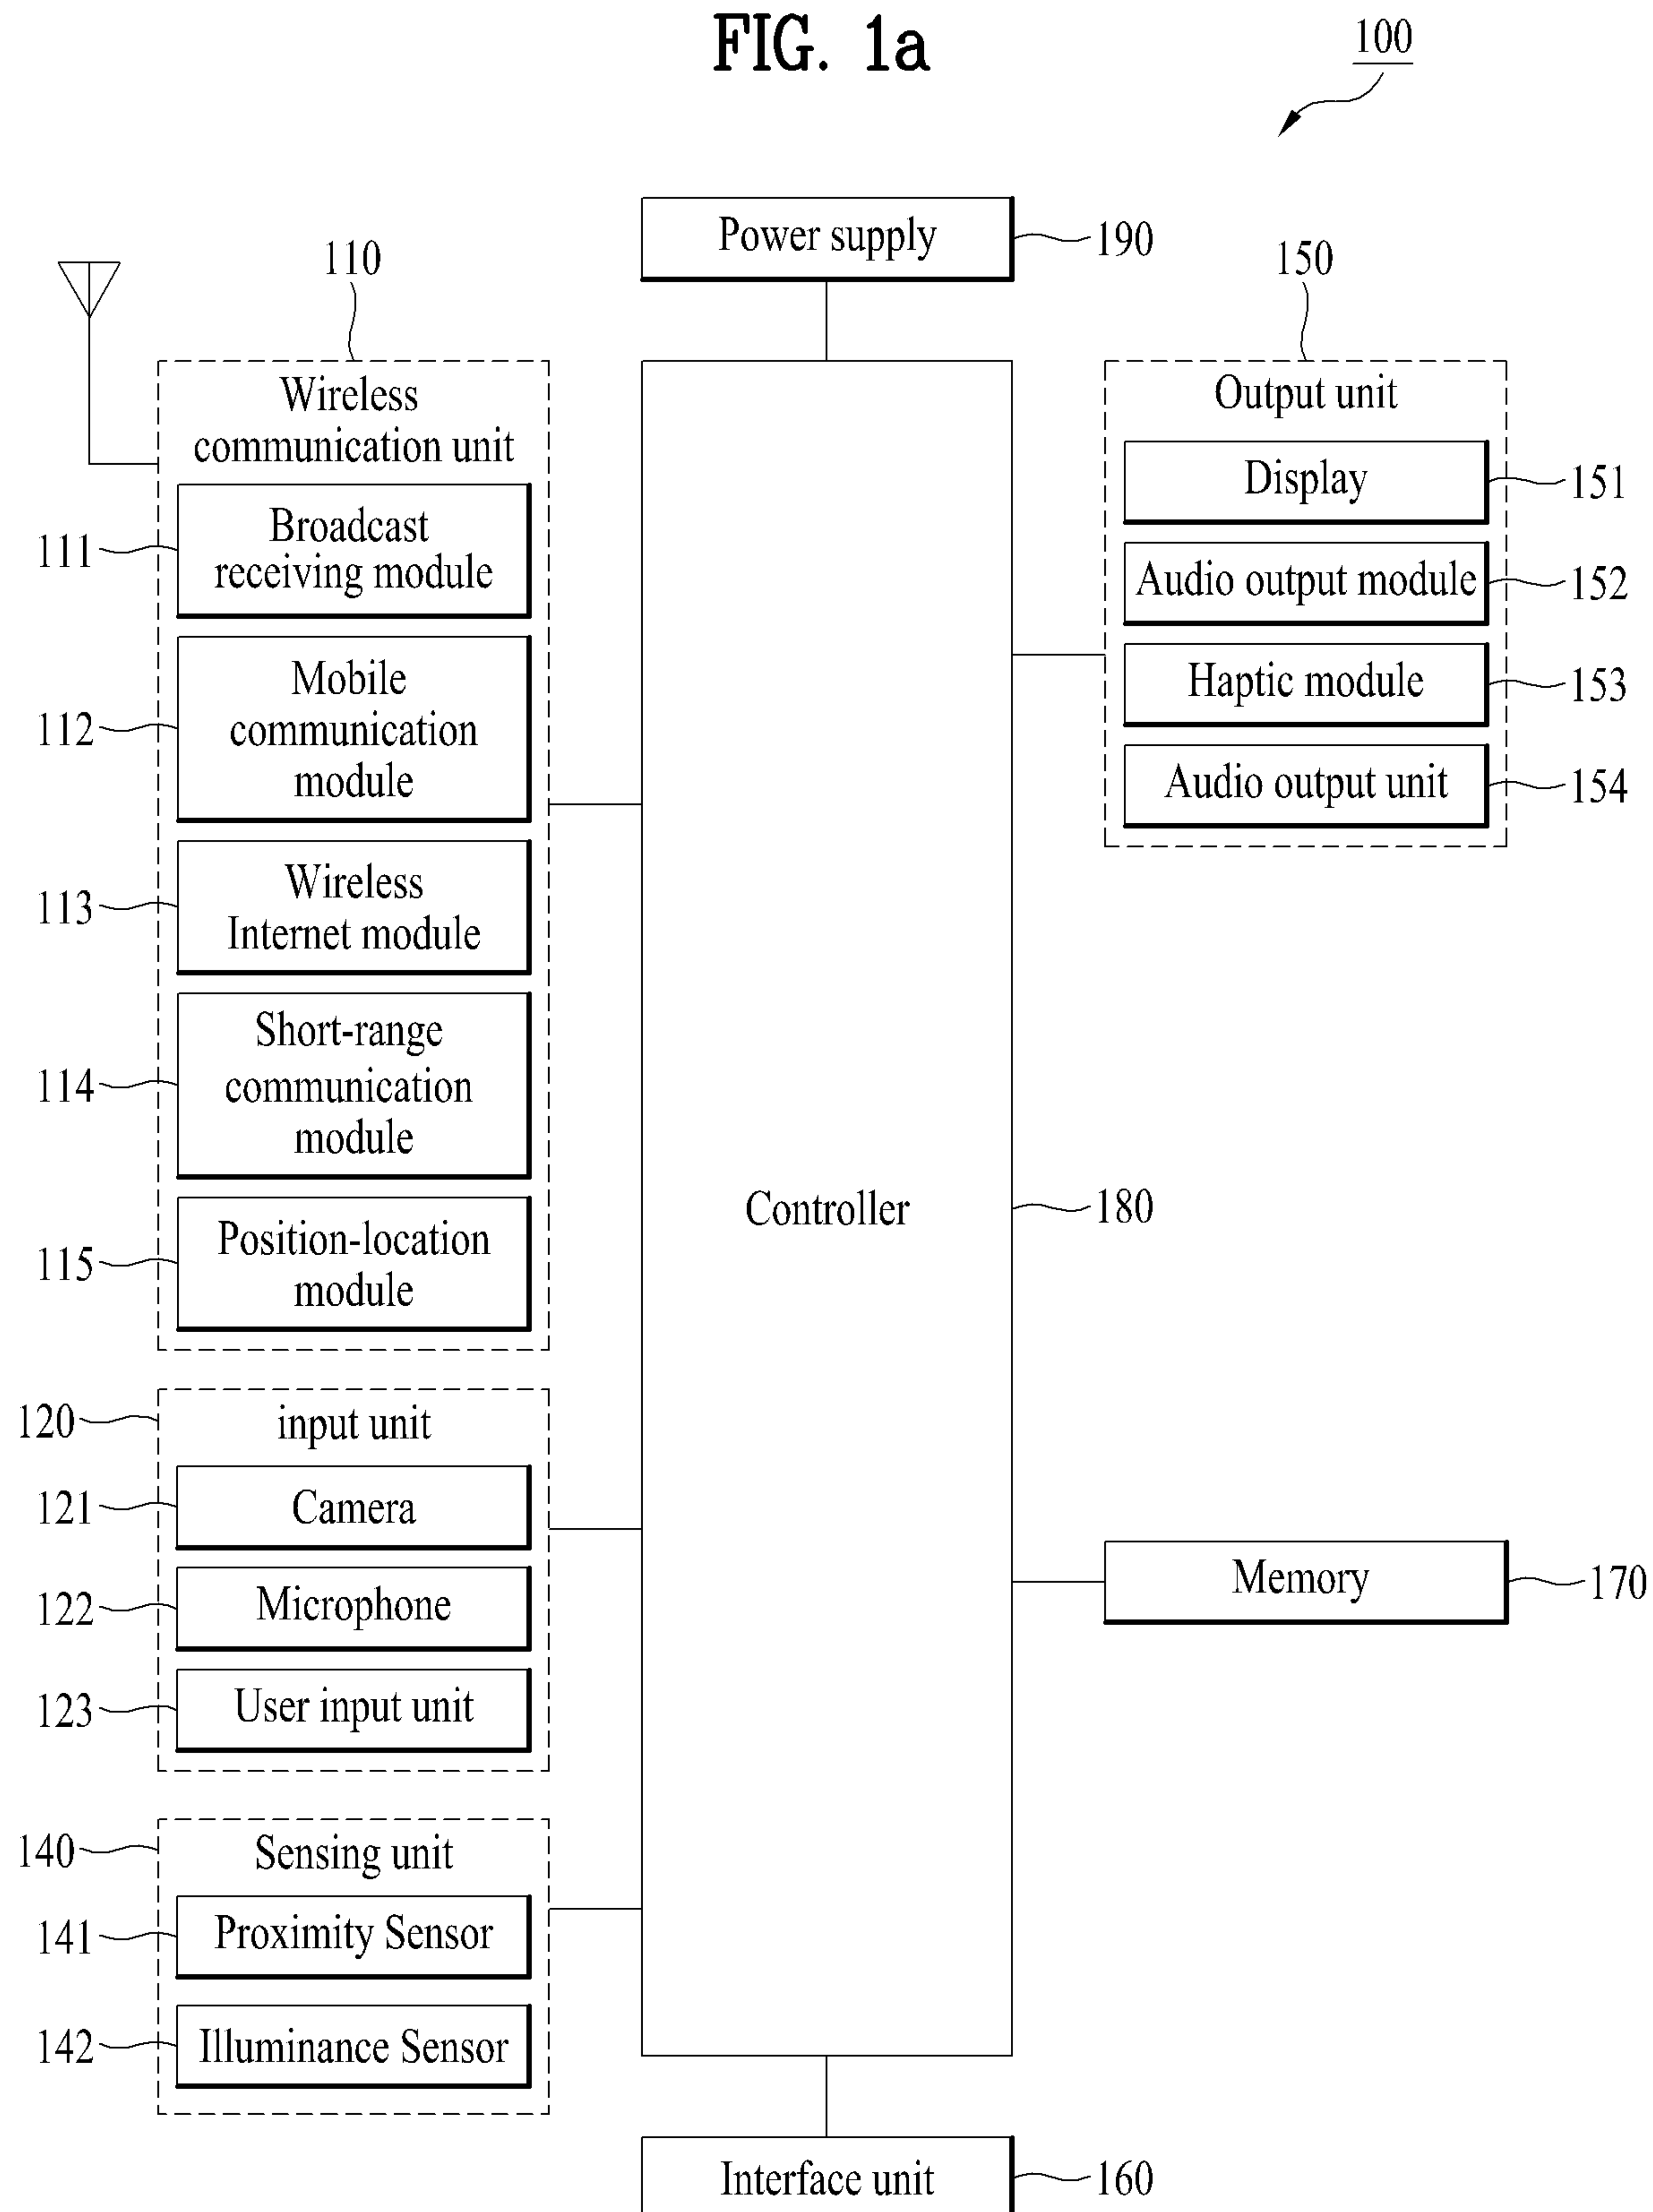 FIG. 1a
100
Power supply
190
110
Wireless
communication unit
111
Broadcast
receiving module
112
Mobile
communication
module
113
Wireless
Internet module
114
Short-range
communication
module
115
Position-location
module
120
input unit
121
Camera
122
Microphone
123
User input unit
140
Sensing unit
141
Proximity Sensor
142
Illuminance Sensor
Controller
180
150
Output unit
Display
151
Audio output module
152
Haptic module
153
Audio output unit
154
Memory
170
Interface unit
160